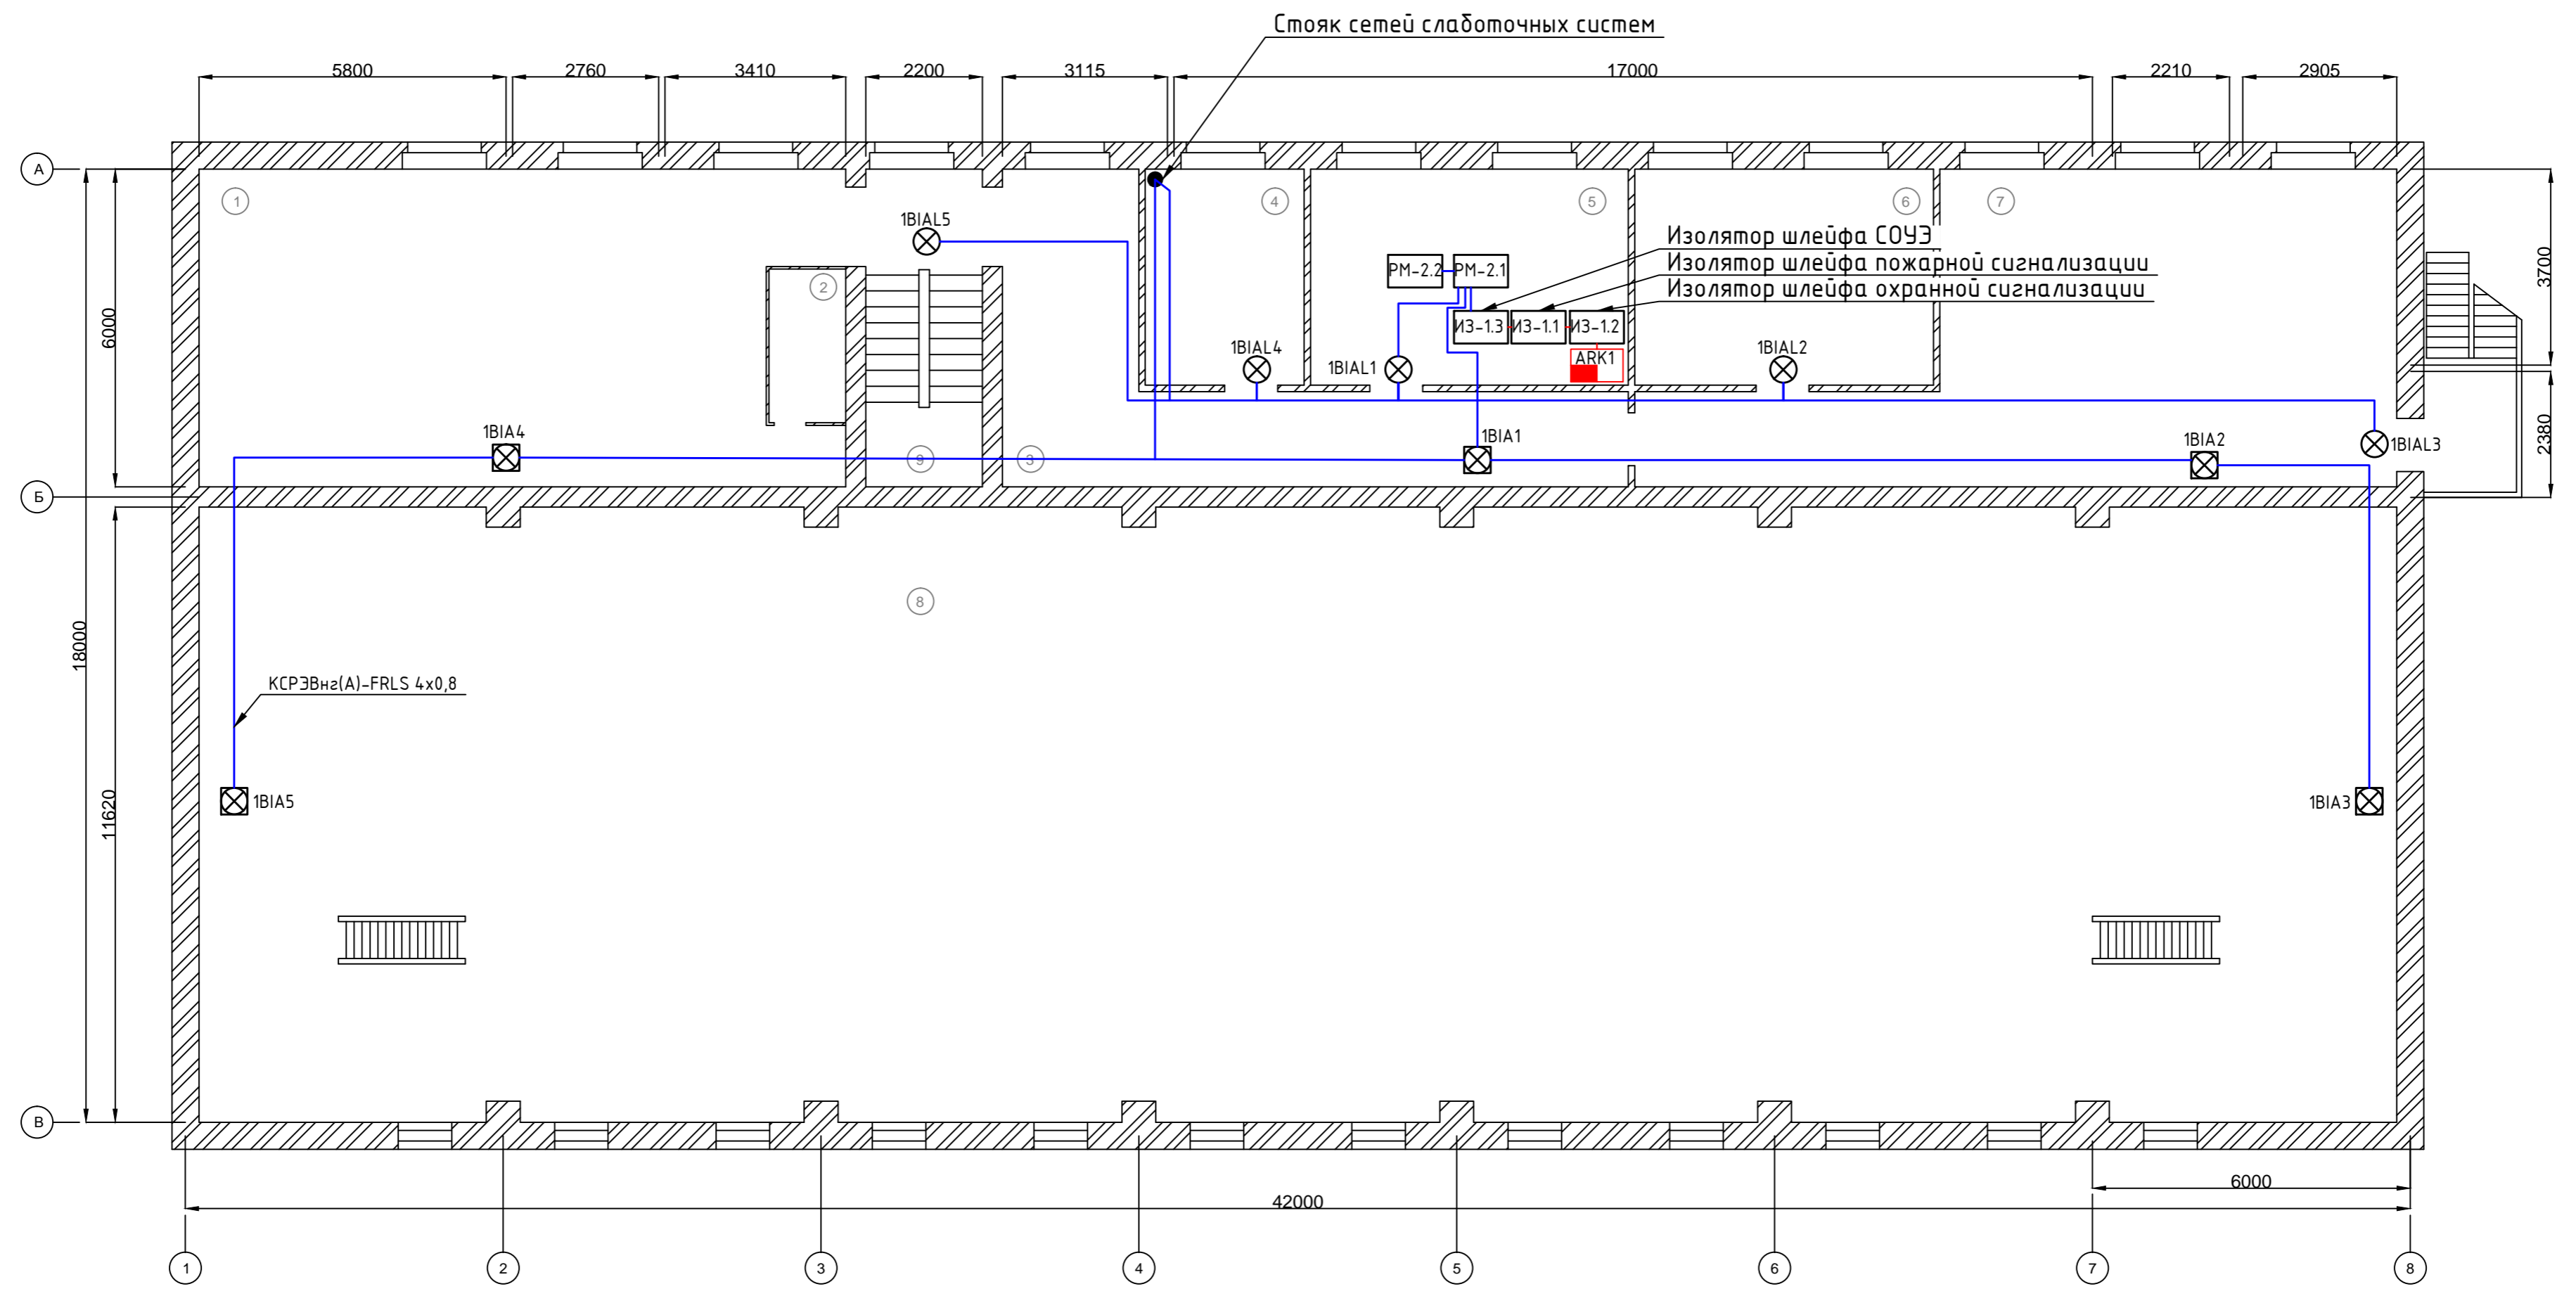 Стояк сетей слаботочных систем
5800
2760
3410
2200
3115
17000
2210
2905
А
1
4
5
6
7
1BIAL5
Изолятор шлейфа СОУЭ
РМ-2.2
РМ-2.1
Изолятор шлейфа пожарной сигнализации
Изолятор шлейфа охранной сигнализации
3700
2
6000
ИЗ-1.3
ИЗ-1.1
ИЗ-1.2
1BIAL4
1BIAL1
ARK1
1BIAL2
1BIA4
1BIA1
1BIA2
1BIAL3
2380
9
3
Б
8
18000
КСРЭВнг(А)-FRLS 4x0,8
11620
1BIA5
1BIA3
В
6000
42000
1
2
3
4
5
6
7
8